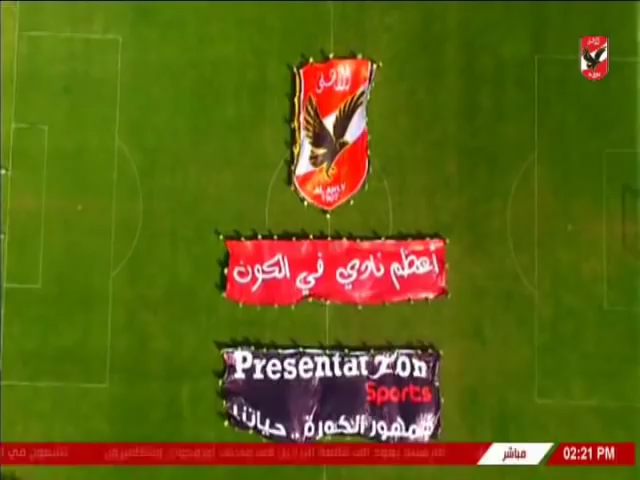 الأهلي
AL AHLY
1907
أعظم نادي في الكون
Presentation
Sports
جمهور الكورة .. حياتنا
مباشر
02:21 PM